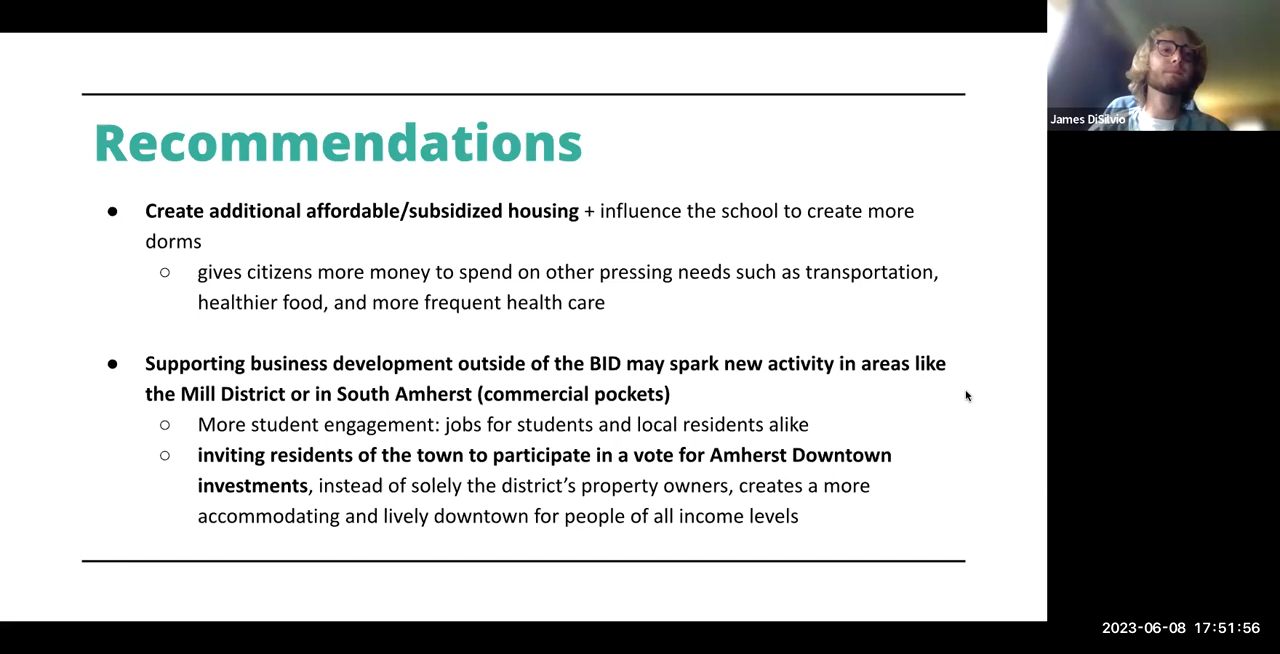 Recommendations
● Create additional affordable/subsidized housing + influence the school to create more
dorms
○ gives citizens more money to spend on other pressing needs such as transportation,
healthier food, and more frequent health care
● Supporting business development outside of the BID may spark new activity in areas like
the Mill District or in South Amherst (commercial pockets)
○ More student engagement: jobs for students and local residents alike
○ inviting residents of the town to participate in a vote for Amherst Downtown
investments, instead of solely the district’s property owners, creates a more
accommodating and lively downtown for people of all income levels
James DiSilvio
2023-06-08 17:51:56